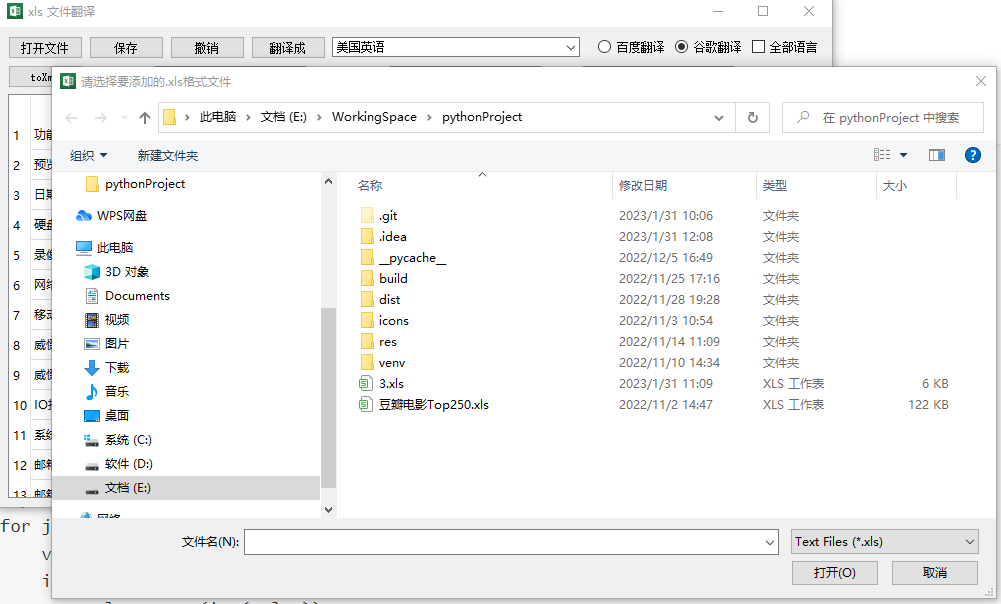 xls 文件翻译
打开文件 保存 撤销 翻译成 美国英语 百度翻译 谷歌翻译 全部语言
请选择要添加的.xls格式文件
此电脑 › 文档 (E:) › WorkingSpace › pythonProject
在 pythonProject 中搜索
组织 新建文件夹
pythonProject
WPS网盘
此电脑
3D 对象
Documents
视频
图片
下载
音乐
桌面
系统 (C:)
软件 (D:)
文档 (E:)
网络
名称 修改日期 类型 大小
.git 2023/1/31 10:06 文件夹
.idea 2023/1/31 12:08 文件夹
__pycache__ 2022/12/5 16:49 文件夹
build 2022/11/25 17:16 文件夹
dist 2022/11/28 19:28 文件夹
icons 2022/11/3 10:54 文件夹
res 2022/11/14 11:09 文件夹
venv 2022/11/10 14:34 文件夹
3.xls 2023/1/31 11:09 XLS 工作表 6 KB
豆瓣电影Top250.xls 2022/11/2 14:47 XLS 工作表 122 KB
1 功能
2 预览
3 日期
4 硬盘
5 录像
6 网络
7 移动
8
9
10 IO
11 系统
12 邮箱
13 邮箱
文件名(N): Text Files (*.xls)
打开(O) 取消
for j
v
i